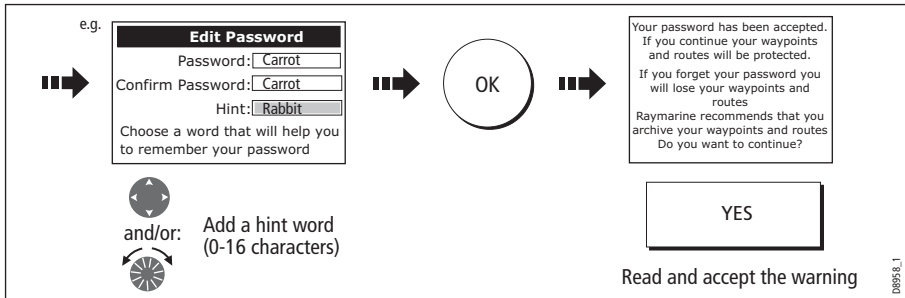 e.g.
Edit Password
Password: Carrot
Confirm Password: Carrot
Hint: Rabbit
Choose a word that will help you
to remember your password
and/or:
Add a hint word
(0-16 characters)
OK
Your password has been accepted.
If you continue your waypoints
and routes will be protected.
If you forget your password you
will lose your waypoints and
routes
Raymarine recommends that you
archive your waypoints and routes
Do you want to continue?
YES
Read and accept the warning
D8958_1